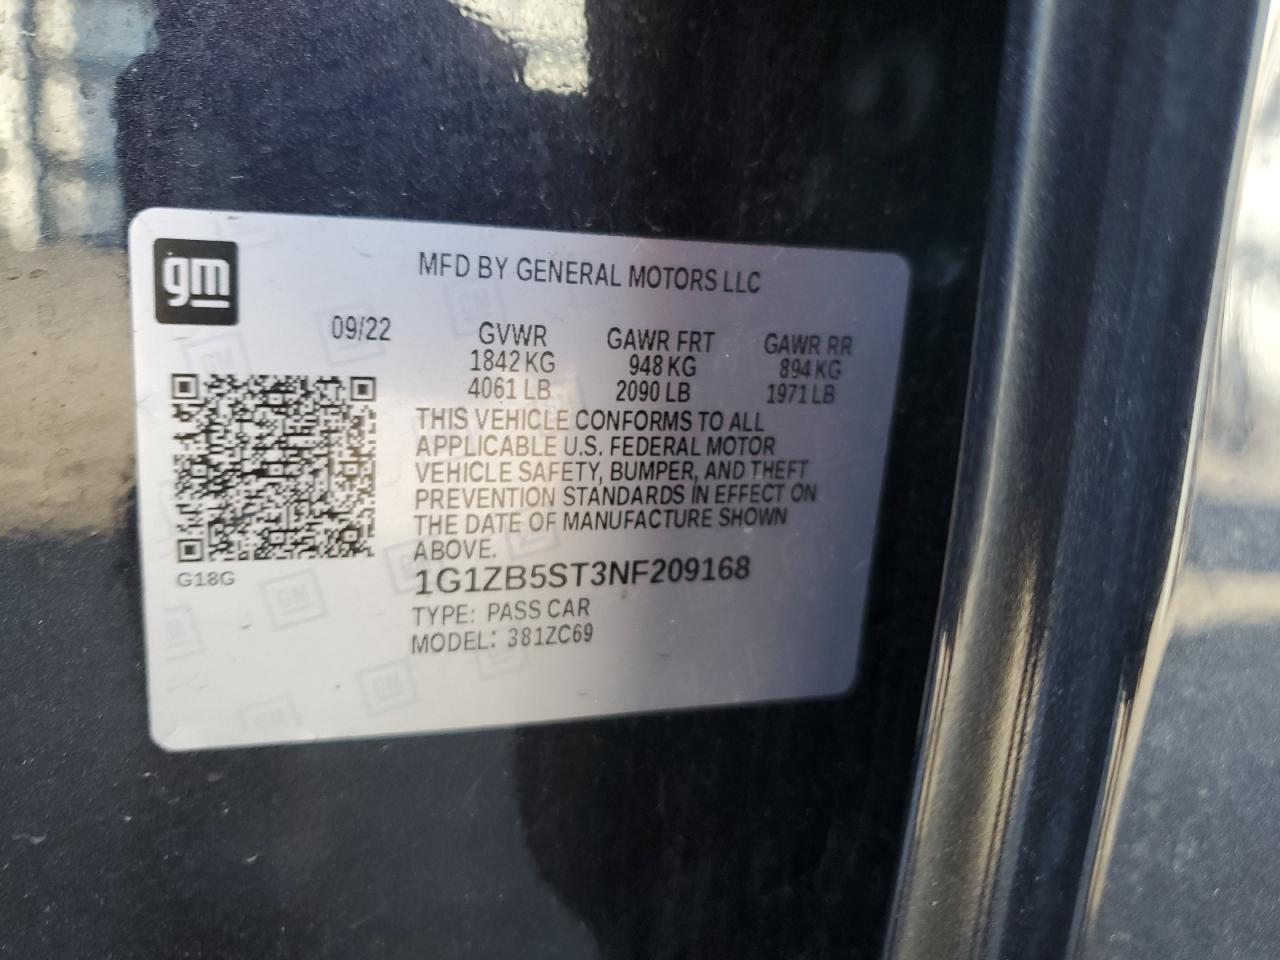 gm
MFD BY GENERAL MOTORS LLC
09/22
GVWR GAWR FRT GAWR RR
1842 KG 948 KG 894 KG
4061 LB 2090 LB 1971 LB
THIS VEHICLE CONFORMS TO ALL
APPLICABLE U.S. FEDERAL MOTOR
VEHICLE SAFETY, BUMPER, AND THEFT
PREVENTION STANDARDS IN EFFECT ON
THE DATE OF MANUFACTURE SHOWN
ABOVE.
G18G
1G1ZB5ST3NF209168
TYPE: PASS CAR
MODEL: 381ZC69